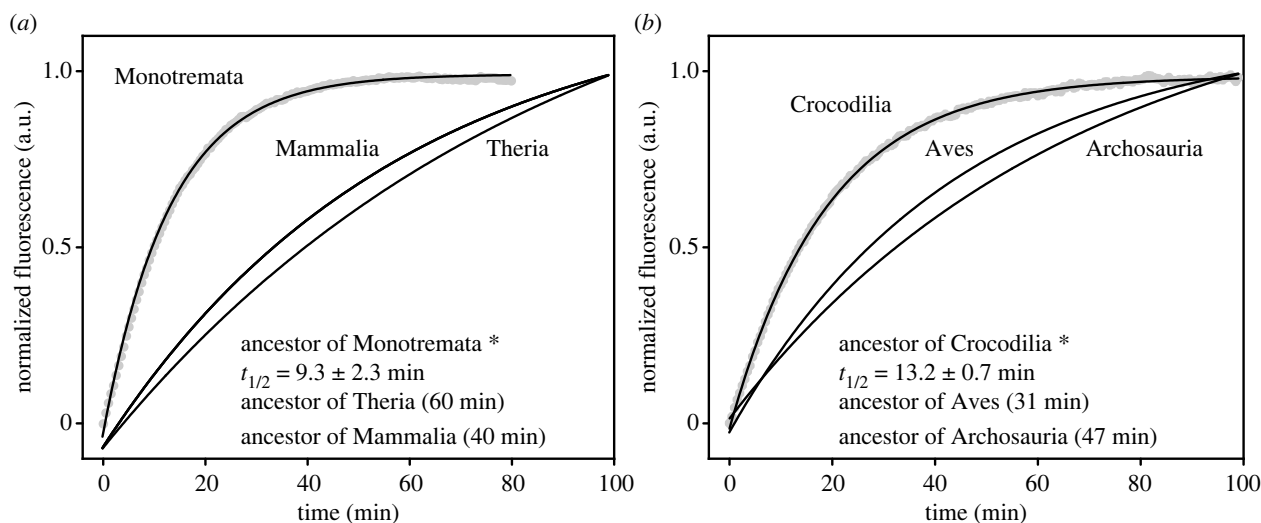 (a)
1.0
0.5
0
normalized fluorescence (a.u.)
Monotremata
Mammalia
Theria
ancestor of Monotremata *
t1/2 = 9.3 ± 2.3 min
ancestor of Theria (60 min)
ancestor of Mammalia (40 min)
0 20 40 60 80 100
time (min)
(b)
1.0
0.5
0
normalized fluorescence (a.u.)
Crocodilia
Aves
Archosauria
ancestor of Crocodilia *
t1/2 = 13.2 ± 0.7 min
ancestor of Aves (31 min)
ancestor of Archosauria (47 min)
0 20 40 60 80 100
time (min)